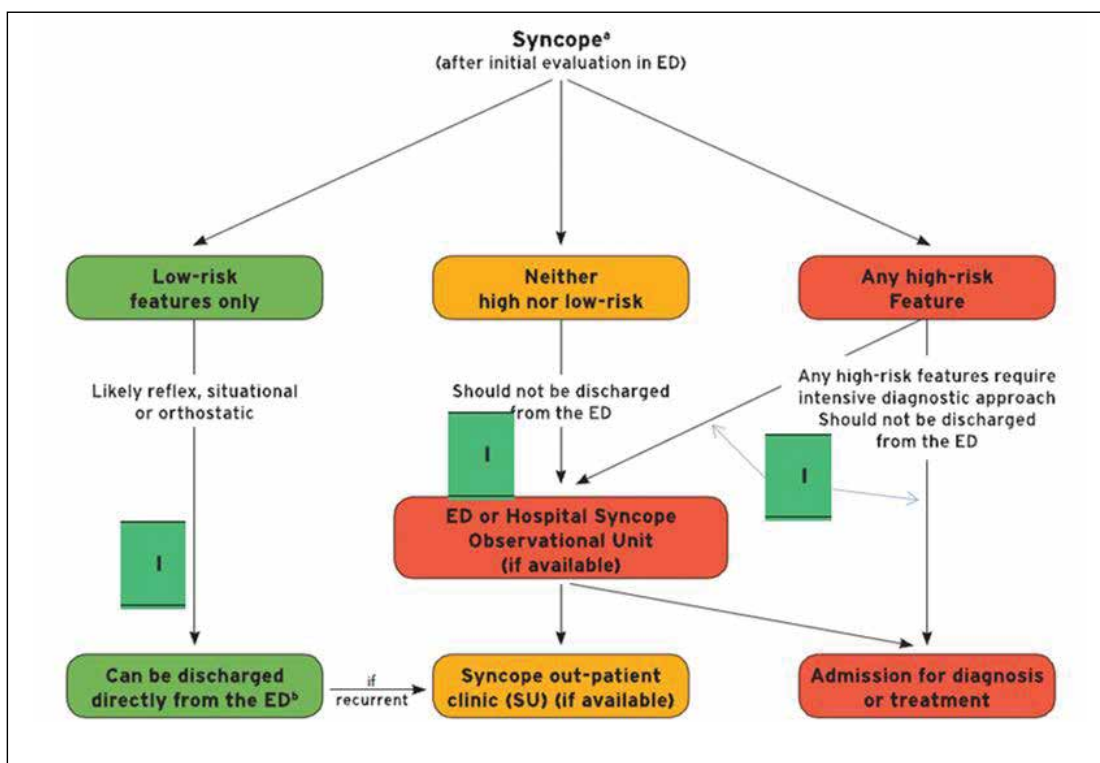 Syncopeᵃ
(after initial evaluation in ED)
Low-risk
features only
Neither
high nor low-risk
Any high-risk
Feature
Likely reflex, situational
or orthostatic
Should not be discharged
from the ED
Any high-risk features require
intensive diagnostic approach
Should not be discharged
from the ED
I
I
I
ED or Hospital Syncope
Observational Unit
(if available)
Can be discharged
directly from the EDᵇ
if
recurrent
Syncope out-patient
clinic (SU) (if available)
Admission for diagnosis
or treatment